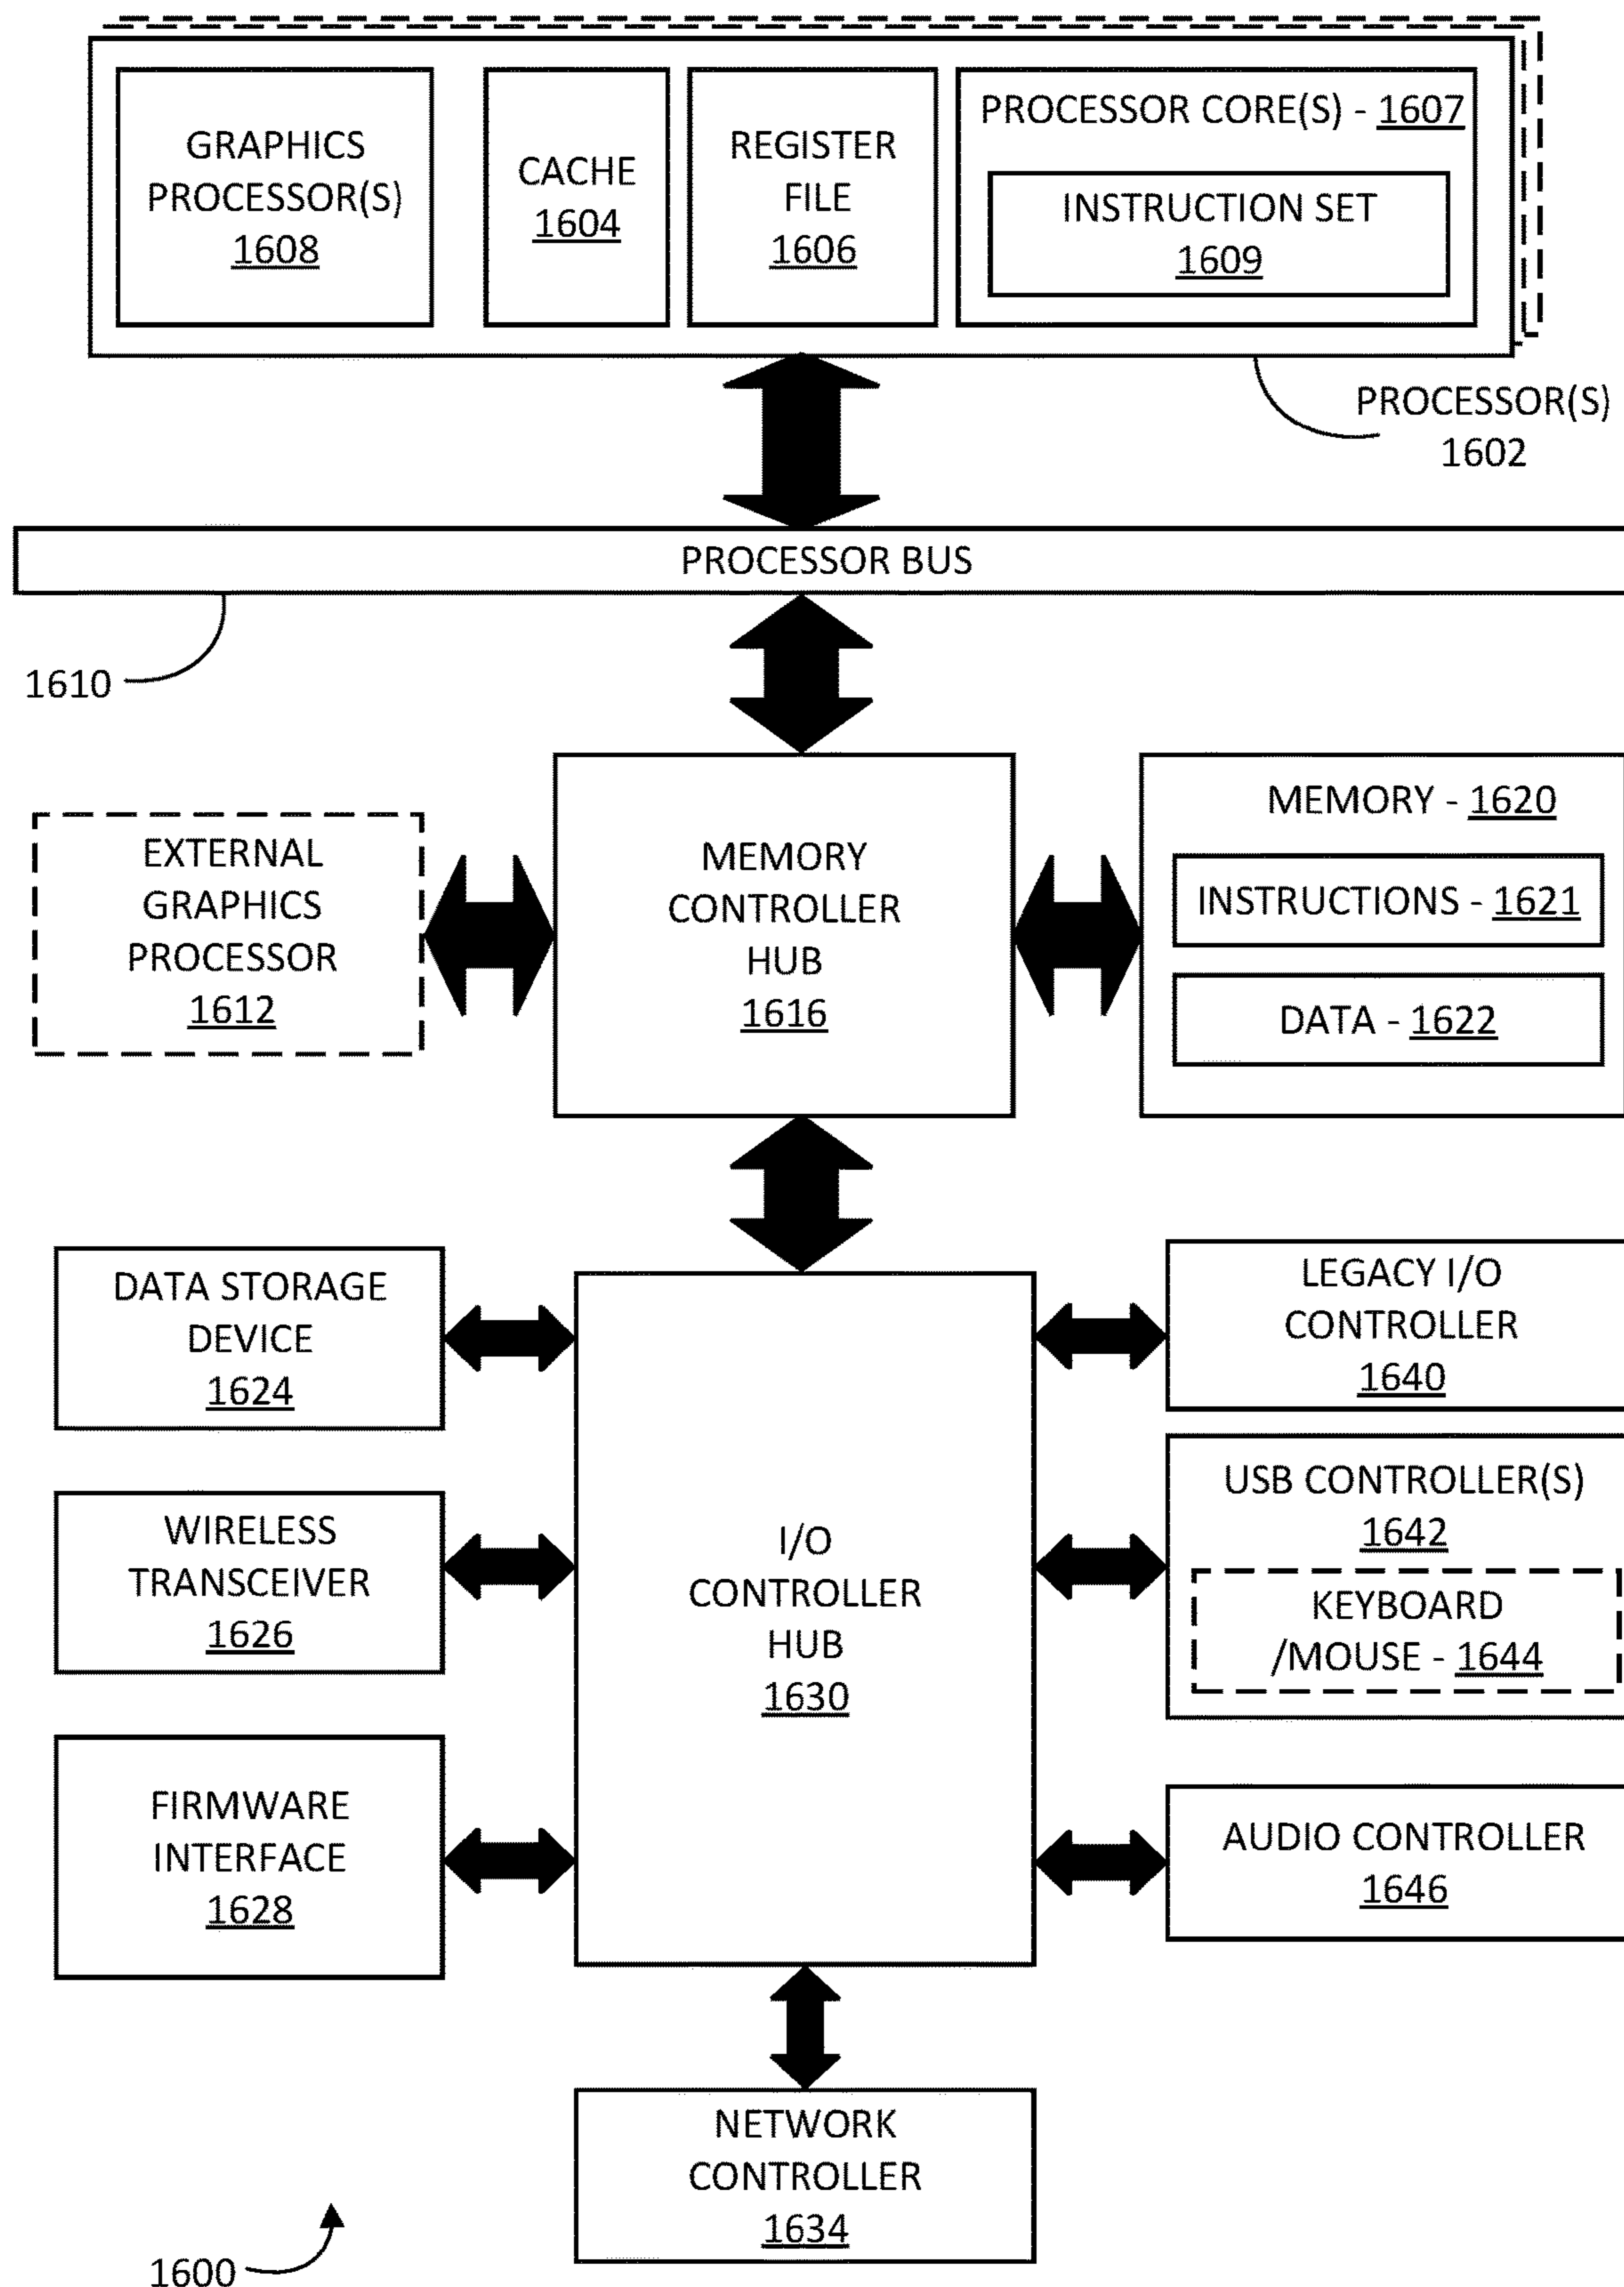 GRAPHICS
PROCESSOR(S)
1608
CACHE
1604
REGISTER
FILE
1606
PROCESSOR CORE(S) - 1607
INSTRUCTION SET
1609
PROCESSOR(S)
1602
PROCESSOR BUS
1610
EXTERNAL
GRAPHICS
PROCESSOR
1612
MEMORY
CONTROLLER
HUB
1616
MEMORY - 1620
INSTRUCTIONS - 1621
DATA - 1622
DATA STORAGE
DEVICE
1624
WIRELESS
TRANSCEIVER
1626
FIRMWARE
INTERFACE
1628
I/O
CONTROLLER
HUB
1630
LEGACY I/O
CONTROLLER
1640
USB CONTROLLER(S)
1642
KEYBOARD
/MOUSE - 1644
AUDIO CONTROLLER
1646
NETWORK
CONTROLLER
1634
1600